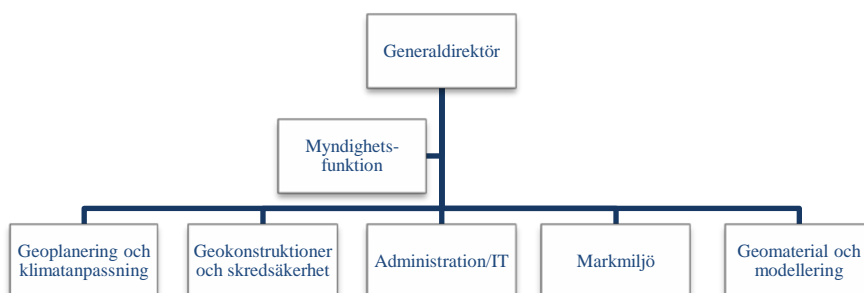 Generaldirektör
Myndighets-
funktion
Geoplanering och
klimatanpassning
Geokonstruktioner
och skredsäkerhet
Administration/IT
Markmiljö
Geomaterial och
modellering